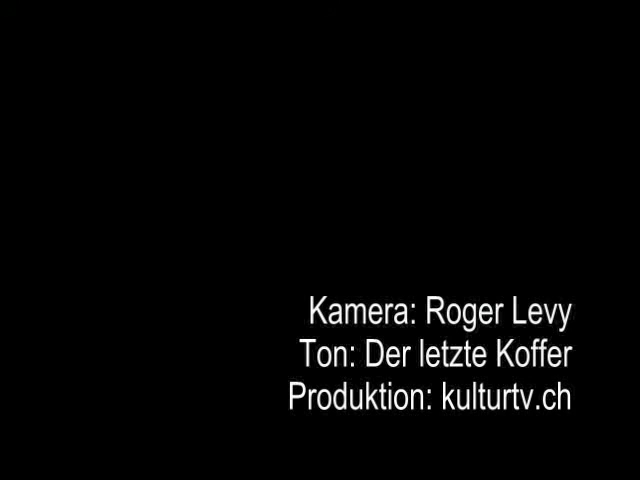 Kamera: Roger Levy
Ton: Der letzte Koffer
Produktion: kulturtv.ch